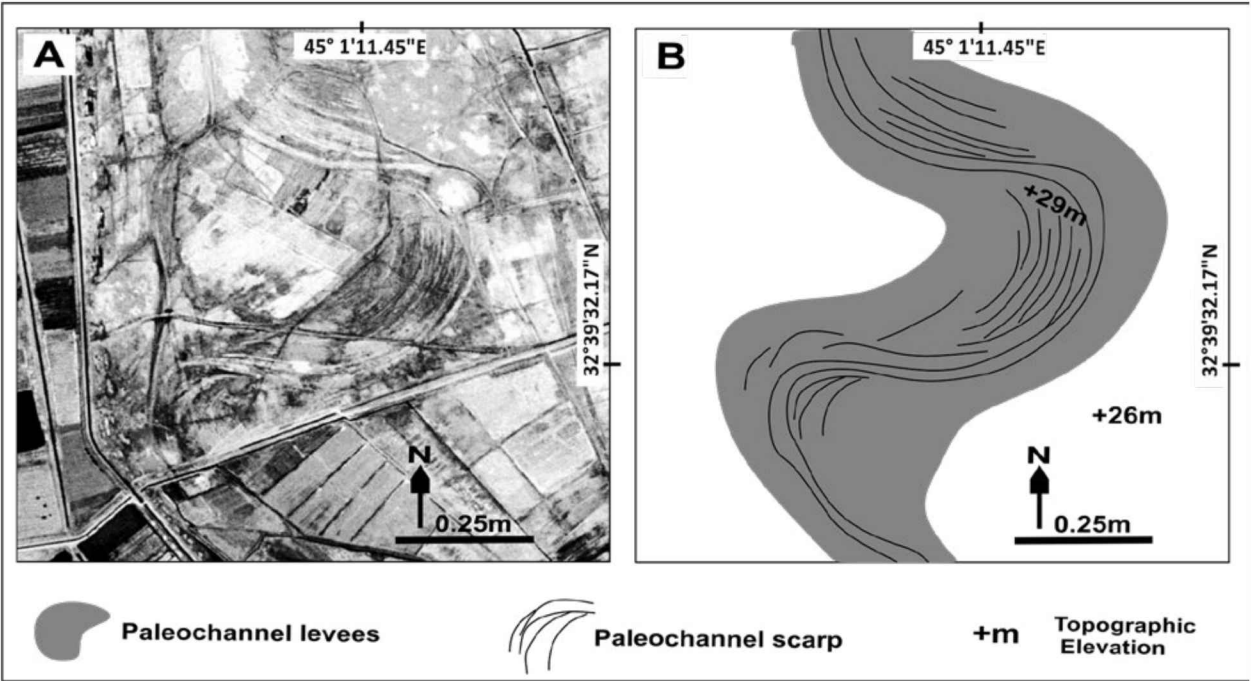 A
45° 1'11.45"E
32°39'32.17"N
N
0.25m
B
45° 1'11.45"E
+29m
32°39'32.17"N
+26m
N
0.25m
Paleochannel levees
Paleochannel scarp
+m
Topographic
Elevation